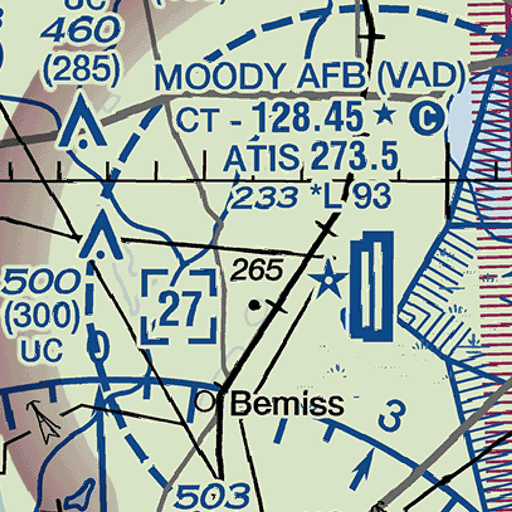 UC
460
(285)
MOODY AFB (VAD)
CT - 128.45 ★ C
ATIS 273.5
233 *L 93
265
500
(300)
UC
27
Bemiss
3
503